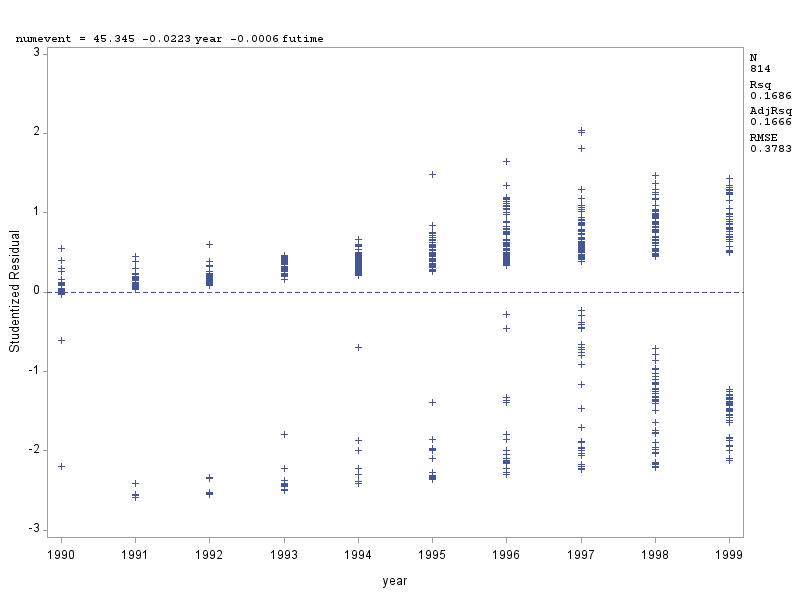 numevent = 45.345 -0.0223 year -0.0006 futime
N
814
Rsq
0.1686
AdjRsq
0.1666
RMSE
0.3783
3
2
1
0
-1
-2
-3
Studentized Residual
1990 1991 1992 1993 1994 1995 1996 1997 1998 1999
year